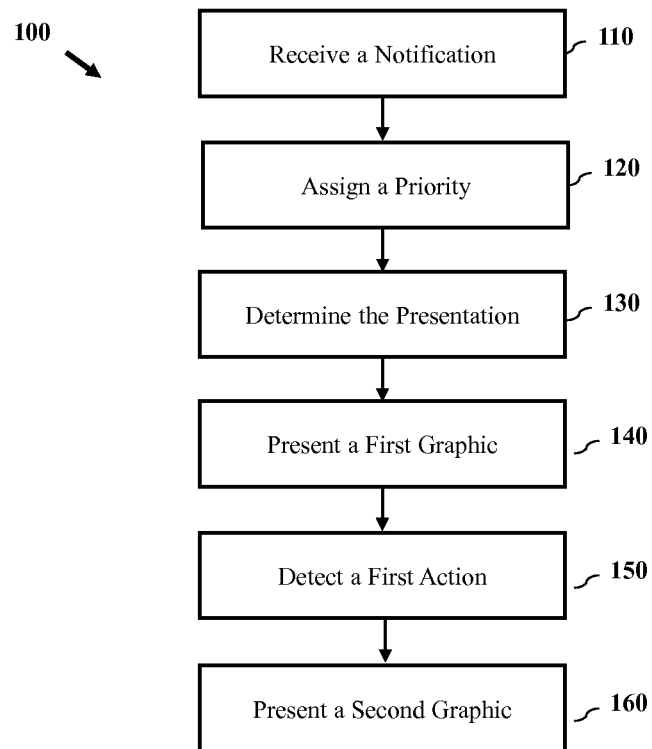 100
Receive a Notification
110
Assign a Priority
120
Determine the Presentation
130
Present a First Graphic
140
Detect a First Action
150
Present a Second Graphic
160